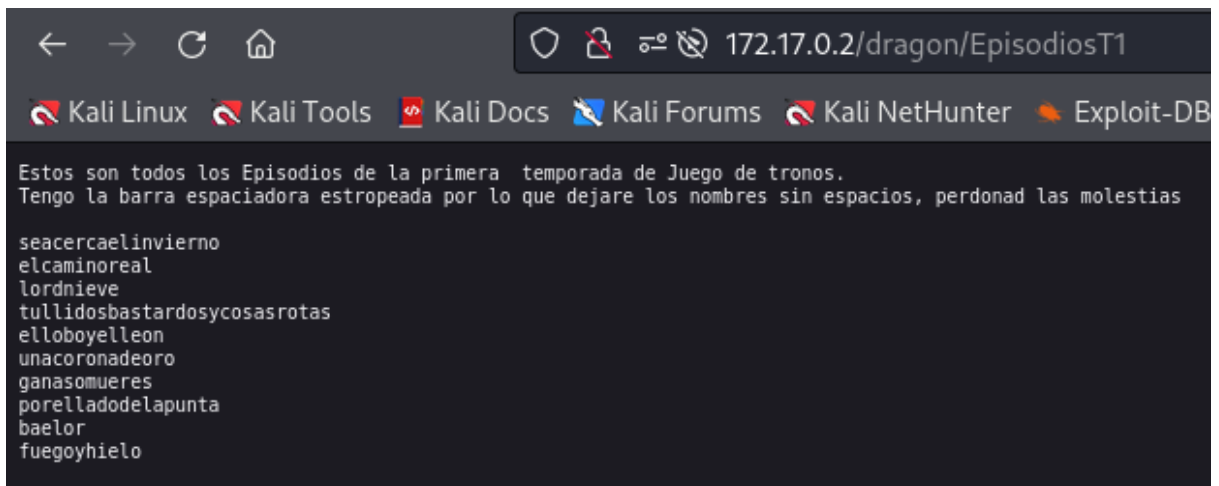 172.17.0.2/dragon/EpisodiosT1
Kali Linux Kali Tools Kali Docs Kali Forums Kali NetHunter Exploit-DB
Estos son todos los Episodios de la primera  temporada de Juego de tronos.
Tengo la barra espaciadora estropeada por lo que dejare los nombres sin espacios, perdonad las molestias
seacercaelinvierno
elcaminoreal
lordnieve
tullidosbastardosycosasrotas
elloboyelleon
unacoronadeoro
ganasomueres
porelladodelapunta
baelor
fuegoyhielo